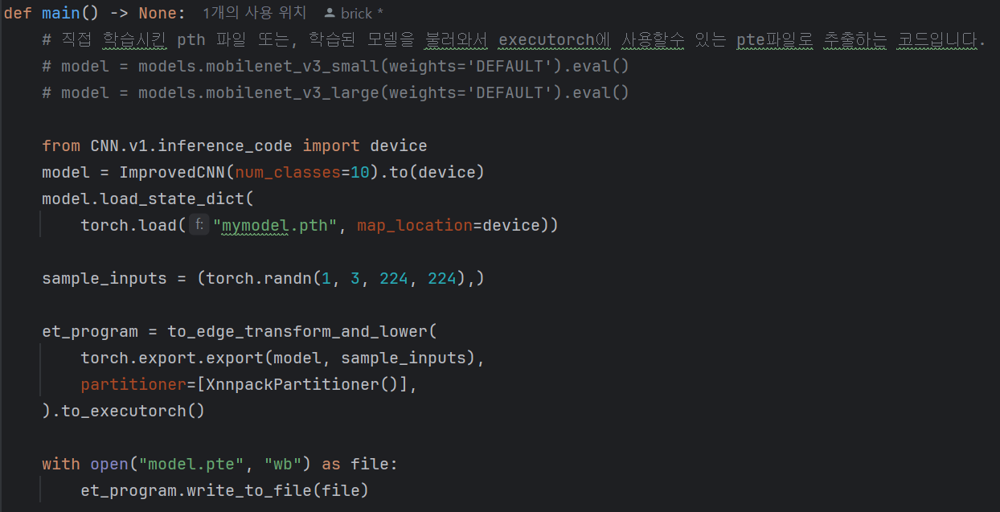 def main() -> None: 1개의 사용 위치 brick *
# 직접 학습시킨 pth 파일 또는, 학습된 모델을 불러와서 executorch에 사용할수 있는 pte파일로 추출하는 코드입니다.
# model = models.mobilenet_v3_small(weights='DEFAULT').eval()
# model = models.mobilenet_v3_large(weights='DEFAULT').eval()
from CNN.v1.inference_code import device
model = ImprovedCNN(num_classes=10).to(device)
model.load_state_dict(
torch.load( f: "mymodel.pth", map_location=device))
sample_inputs = (torch.randn(1, 3, 224, 224),)
et_program = to_edge_transform_and_lower(
torch.export.export(model, sample_inputs),
partitioner=[XnnpackPartitioner()],
).to_executorch()
with open("model.pte", "wb") as file:
et_program.write_to_file(file)